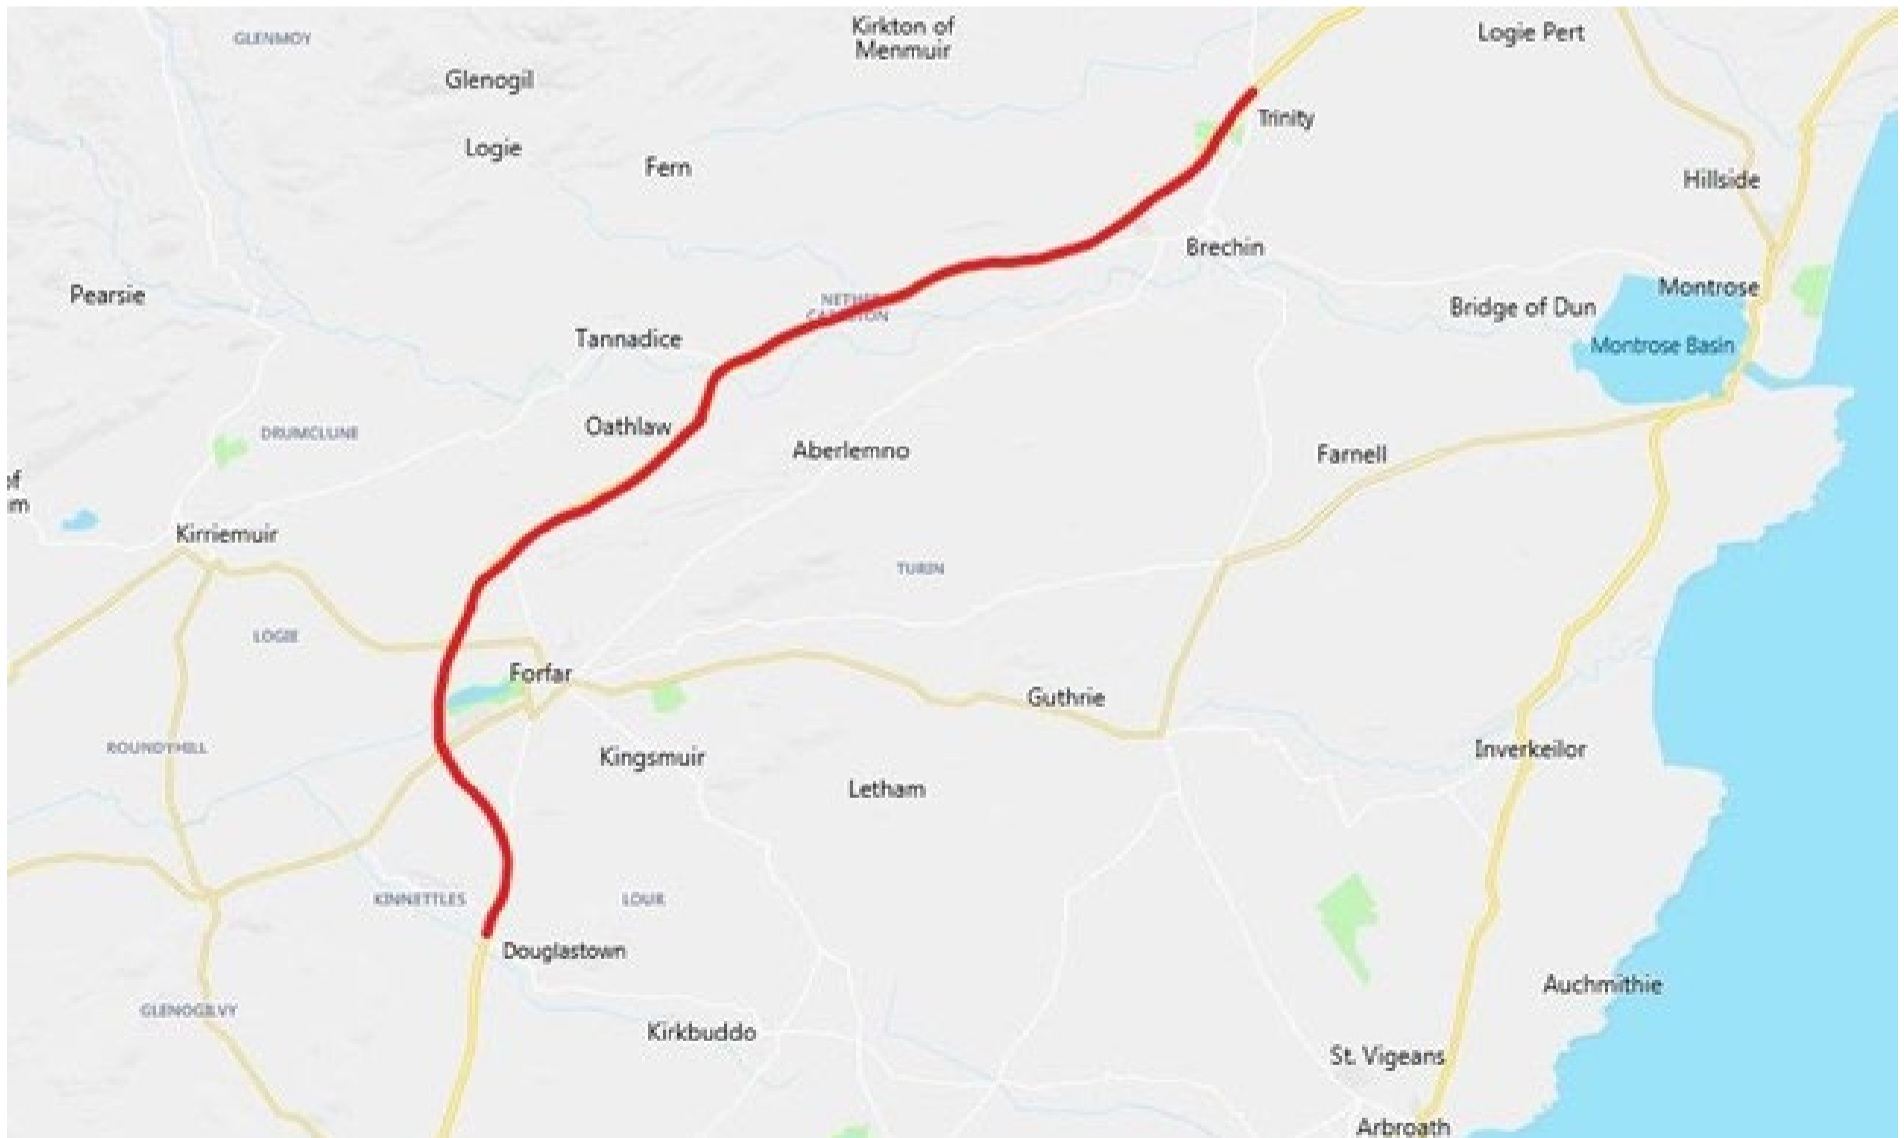 GLENMOY
Kirkton of
Menmuir
Logie Pert
Glenogil
Trinity
Logie
Fern
Hillside
Brechin
Pearsie
Montrose
Bridge of Dun
Tannadice
Montrose Basin
Oathlaw
DRUMCLUNE
Aberlemno
Farnell
of
m
Kirriemuir
TURIN
LOGIE
Forfar
Guthrie
ROUNDYHILL
Kingsmuir
Inverkeilor
Letham
KINNETTLES
LOUR
Douglastown
Auchmithie
GLENOGILVY
Kirkbuddo
St. Vigeans
Arbroath